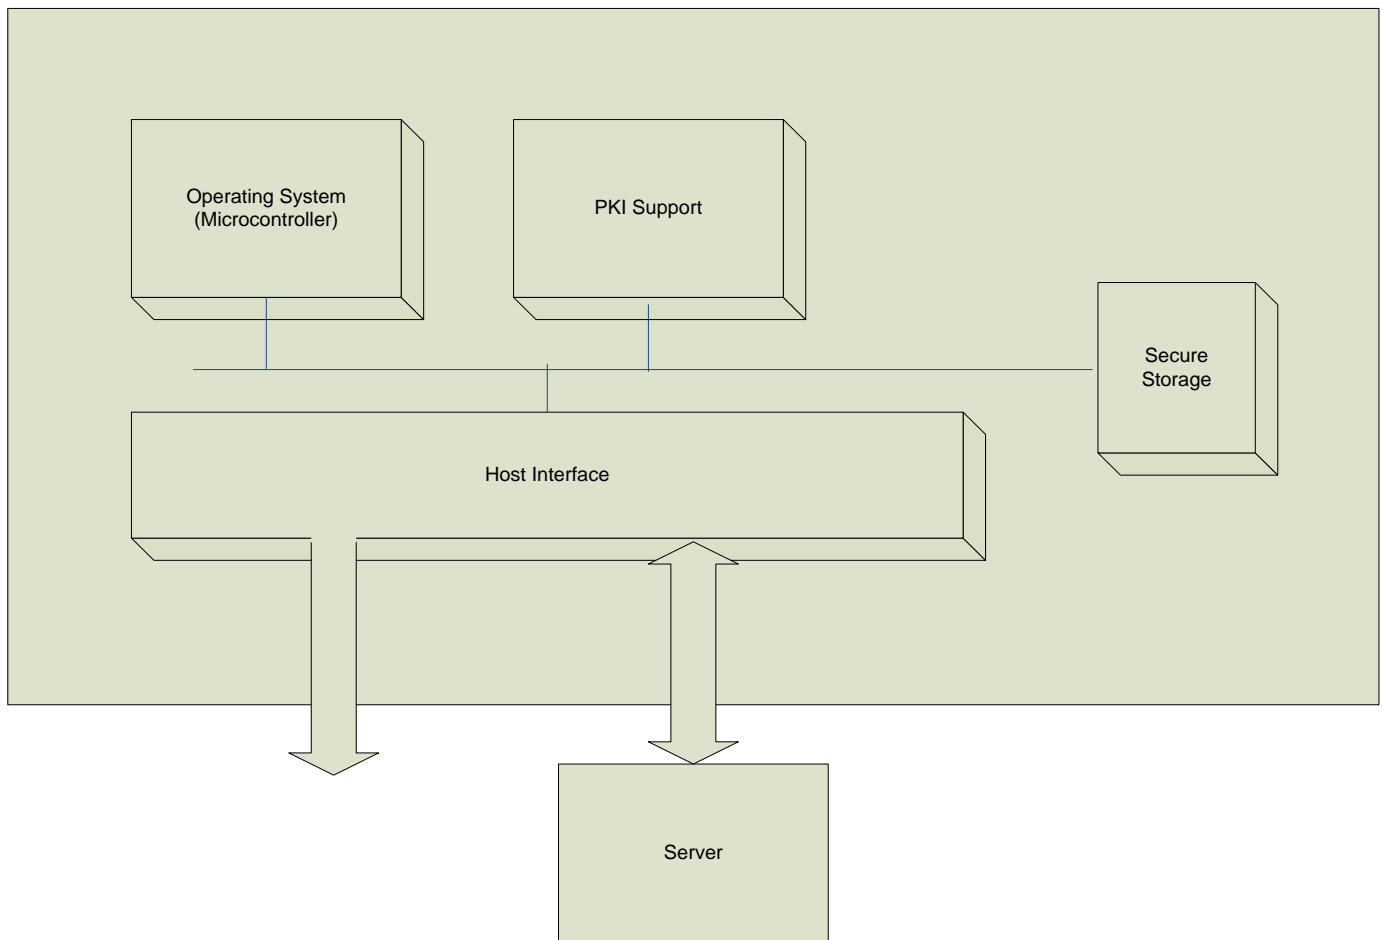 Operating System
(Microcontroller)
PKI Support
Secure
Storage
Host Interface
Server